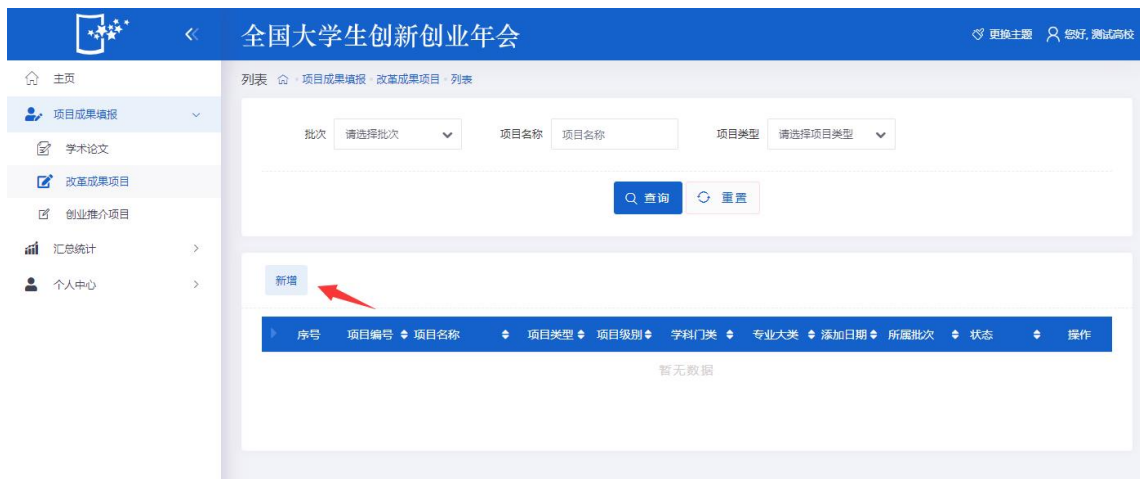 全国大学生创新创业年会
更换主题 您好, 测试高校
主页
项目成果填报
学术论文
改革成果项目
创业推介项目
汇总统计
个人中心
列表 项目成果填报 · 改革成果项目 · 列表
批次 请选择批次 项目名称 项目名称 项目类型 请选择项目类型
查询 重置
新增
序号 项目编号 项目名称 项目类型 项目级别 学科门类 专业大类 添加日期 所属批次 状态 操作
暂无数据